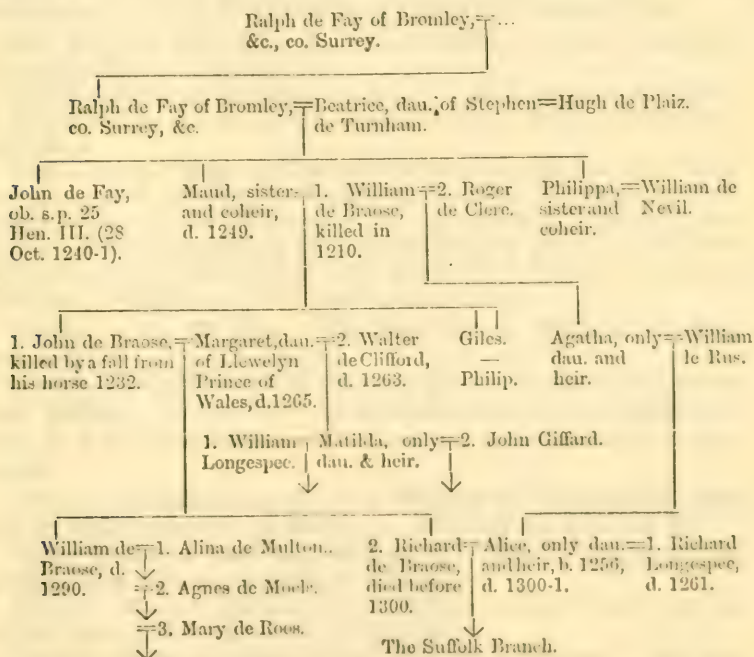 Ralph de Fay of Bromley,=...
&c., co. Surrey.
Ralph de Fay of Bromley,=Beatrice, dau. of Stephen=Hugh de Plaiz.
co. Surrey, &c. de Turnham.
John de Fay, Maud, sister 1. William =2. Roger Philippa,=William de
ob. s.p. 25 and coheir, de Braose, de Clere. sister and Nevil.
Hen. III. (28 d. 1249. killed in coheir.
Oct. 1240-1). 1210.
1. John de Braose,=Margaret, dau.=2. Walter Giles. Agatha, only=William
killed by a fall from of Llewelyn de Clifford, — dau. and le Rus.
his horse 1232. Prince of d. 1263. Philip. heir.
Wales, d. 1265.
1. William Matilda, only=2. John Giffard.
Longespec. dau. & heir.
William de=1. Alina de Multon. 2. Richard=Alice, only dau.=1. Richard
Braose, d. de Braose, and heir, b. 1256, Longespec,
1290. =2. Agnes de died before d. 1300-1. d. 1261.
1300.
=3. Mary de Roos.
The Suffolk Branch.